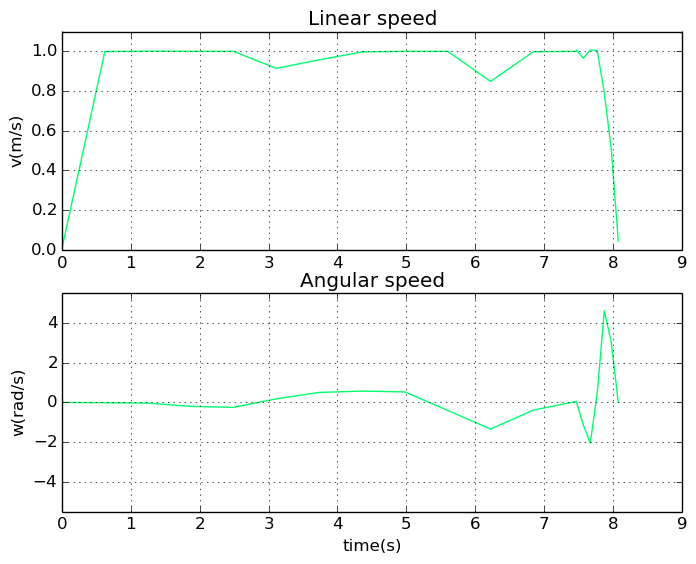 Linear speed
1.0
0.8
0.6
0.4
0.2
0.0
v(m/s)
0 1 2 3 4 5 6 7 8 9
Angular speed
4
2
0
−2
−4
w(rad/s)
0 1 2 3 4 5 6 7 8 9
time(s)